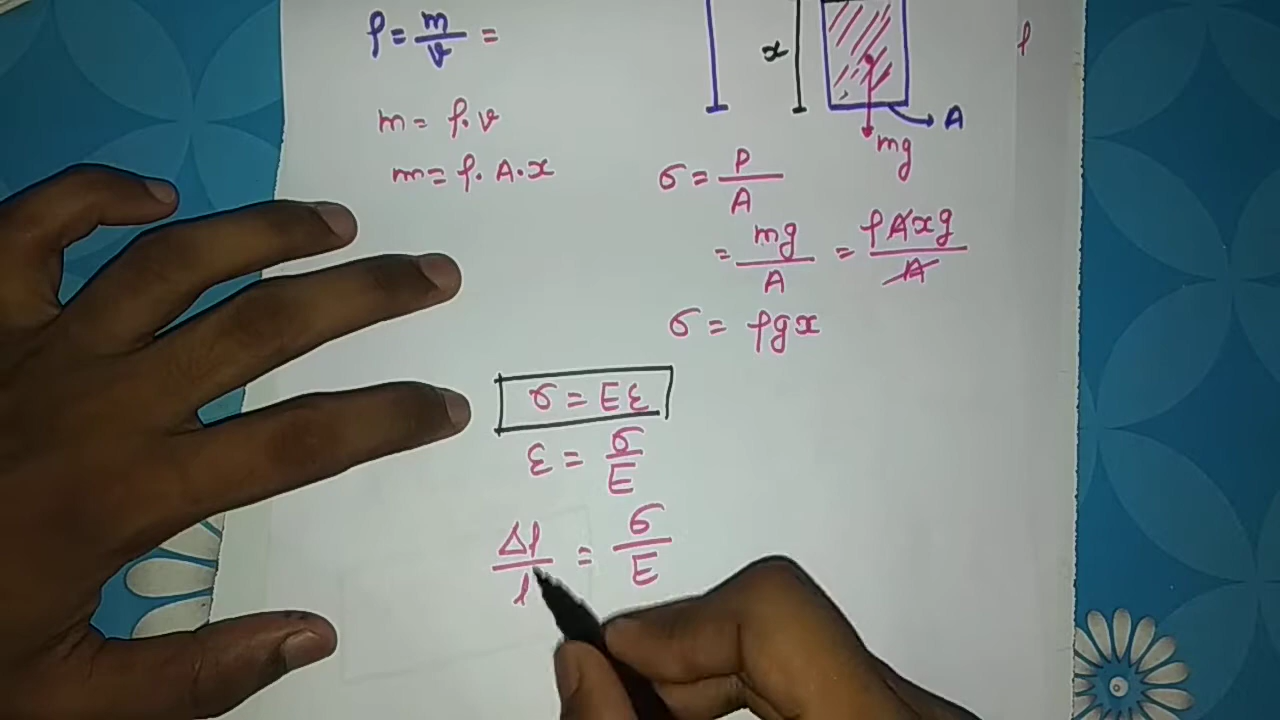 ρ = m/v =
m = ρ.v
m = ρ.A.x
x
A
mg
ρ
σ = P/A
= mg/A = ρAxg/A
σ = ρgx
σ = Eε
ε = σ/E
Δl/l = σ/E